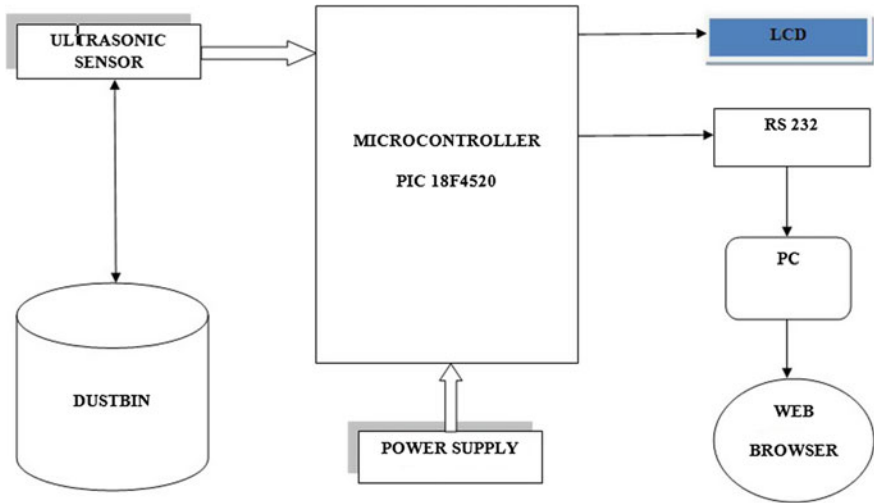 ULTRASONIC
SENSOR
LCD
RS 232
MICROCONTROLLER
PIC 18F4520
PC
DUSTBIN
POWER SUPPLY
WEB
BROWSER